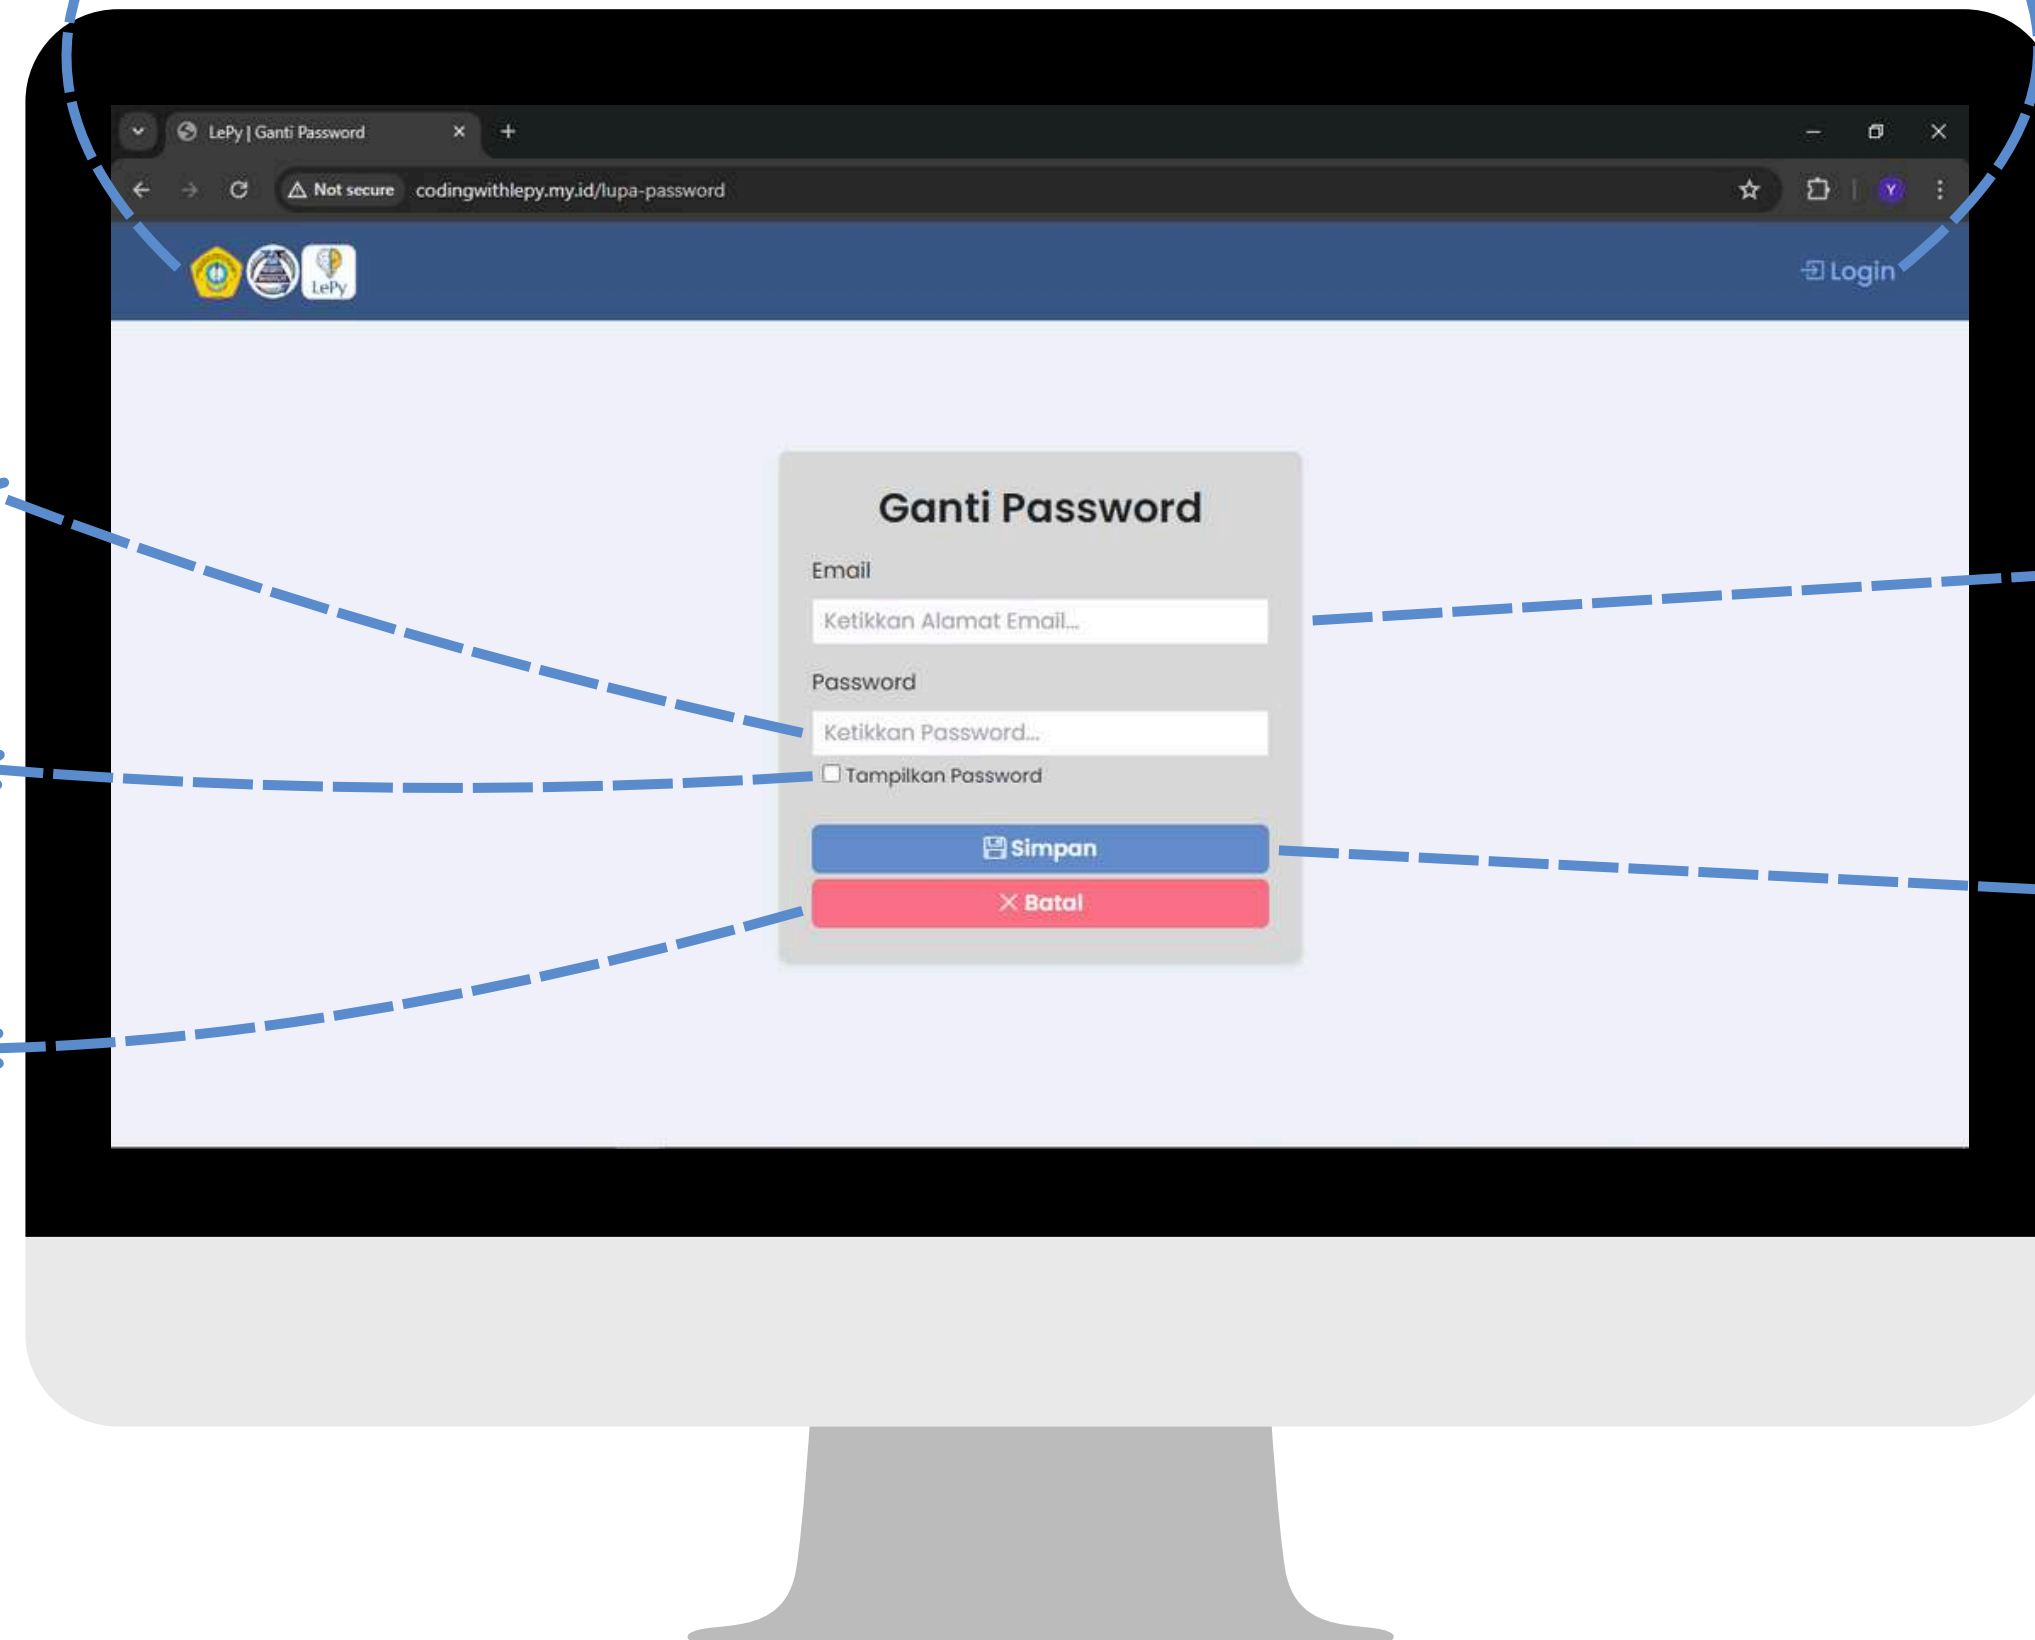 LePy | Ganti Password
Not secure codingwithlepy.my.id/lupa-password
Y
LePy
Login
Ganti Password
Email
Ketikkan Alamat Email...
Password
Ketikkan Password...
Tampilkan Password
Simpan
Batal